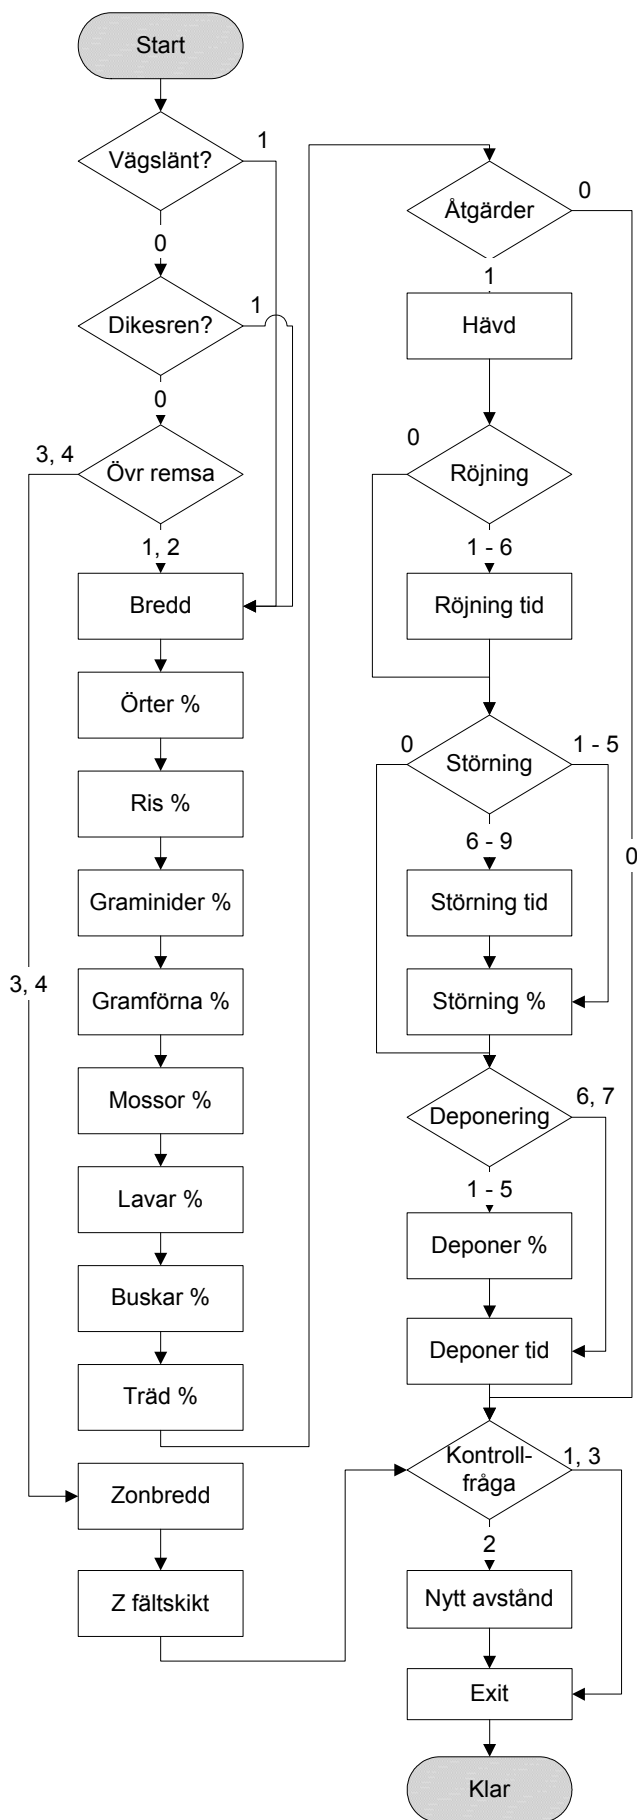 Start
Vägslänt?
1
0
Dikesren?
1
0
3, 4
Övr remsa
1, 2
Bredd
Örter %
Ris %
Graminider %
3, 4
Gramförna %
Mossor %
Lavar %
Buskar %
Träd %
Zonbredd
Z fältskikt
Åtgärder
0
1
Hävd
0
Röjning
1 - 6
Röjning tid
0
Störning
1 - 5
6 - 9
0
Störning tid
Störning %
Deponering
6, 7
1 - 5
Deponer %
Deponer tid
Kontroll-
fråga
1, 3
2
Nytt avstånd
Exit
Klar